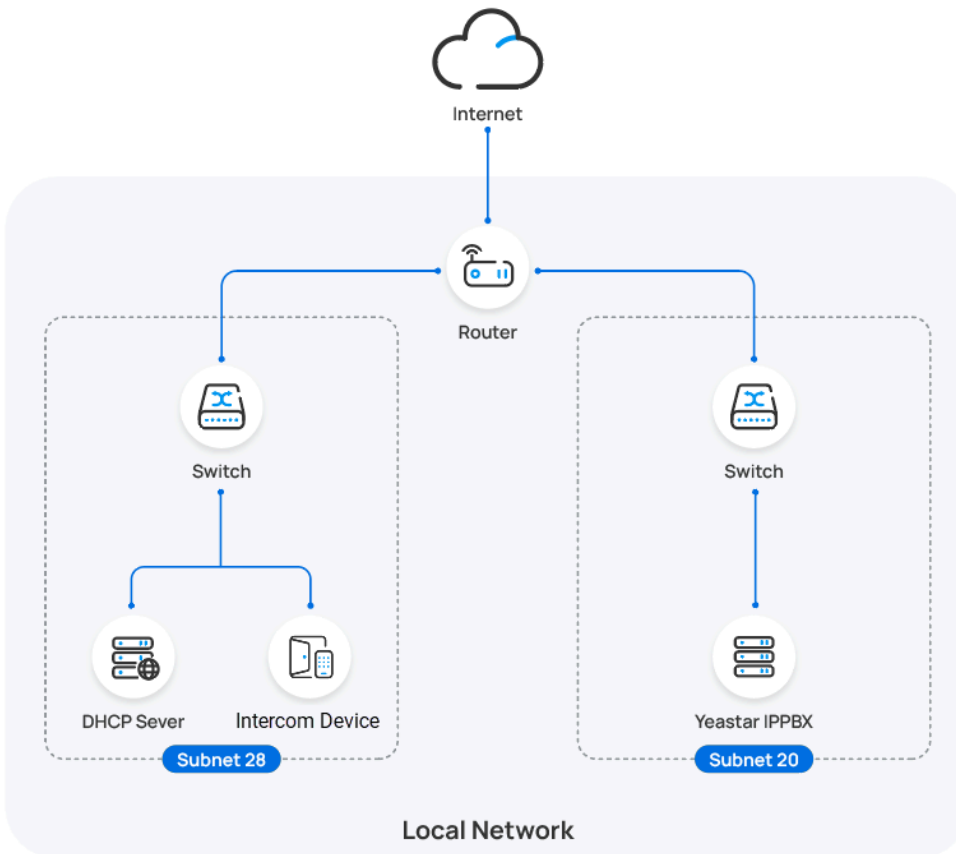 Internet
Router
Switch
Switch
DHCP Sever
Intercom Device
Yeastar IPPBX
Subnet 28
Subnet 20
Local Network